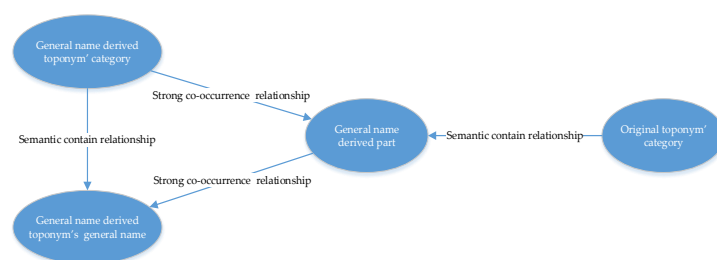 General name derived
toponym' category
Strong co-occurrence relationship
Semantic contain relationship
General name
derived part
Semantic contain relationship
Original toponym'
category
Strong co-occurrence relationship
General name derived
toponym's general name